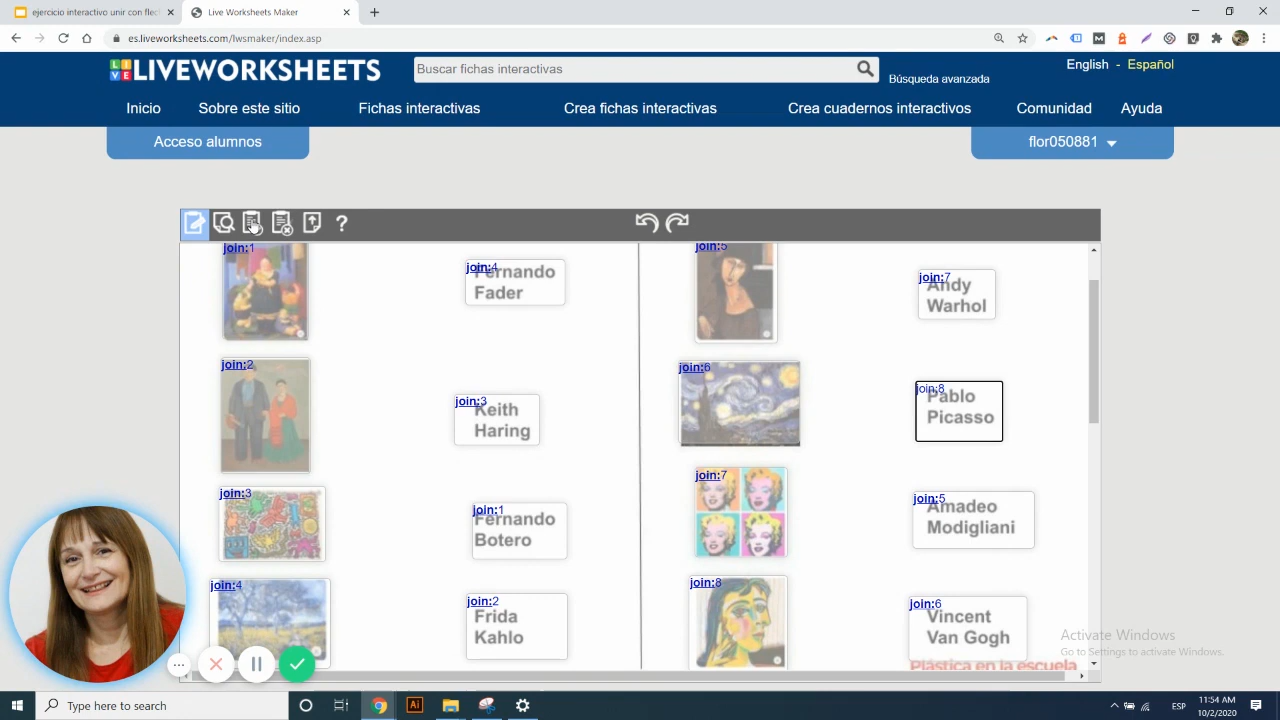 ejercicio interactivo unir con flech
Live Worksheets Maker
es.liveworksheets.com/lwsmaker/index.asp
LIVEWORKSHEETS
Buscar fichas interactivas
Búsqueda avanzada
English - Español
Inicio
Sobre este sitio
Fichas interactivas
Crea fichas interactivas
Crea cuadernos interactivos
Comunidad
Ayuda
Acceso alumnos
flor050881
?
join:1
join:4
Fernando
Fader
join:5
join:7
Andy
Warhol
join:2
join:3
Keith
Haring
join:6
join:8
Pablo
Picasso
join:3
join:1
Fernando
Botero
join:7
join:5
Amadeo
Modigliani
join:4
join:2
Frida
Kahlo
join:8
join:6
Vincent
Van Gogh
Plástica en la escuela
Activate Windows
Go to Settings to activate Windows.
Type here to search
Ai
ESP
11:54 AM
10/2/2020